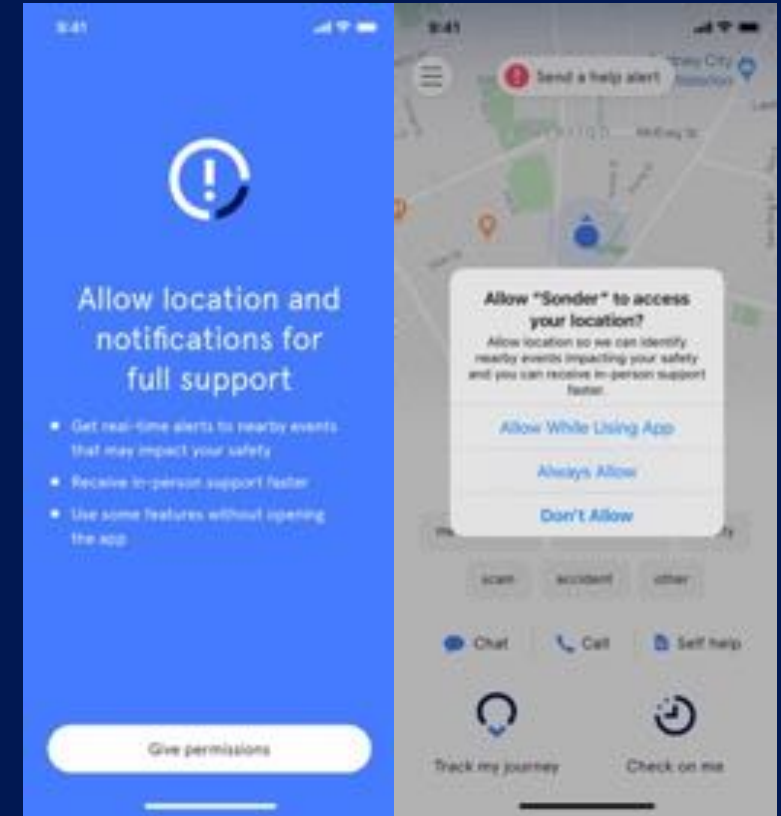 9:41
Allow location and
notifications for
full support
Get real-time alerts to nearby events
that may impact your safety
Receive in-person support faster
Use some features without opening
the app
Give permissions
9:41
Send a help alert
Allow "Sonder" to access
your location?
Allow location so we can identify
nearby events impacting your safety
and you can receive in-person support
faster.
Allow While Using App
Always Allow
Don't Allow
scam accident other
Chat Call Self help
Track my journey Check on me